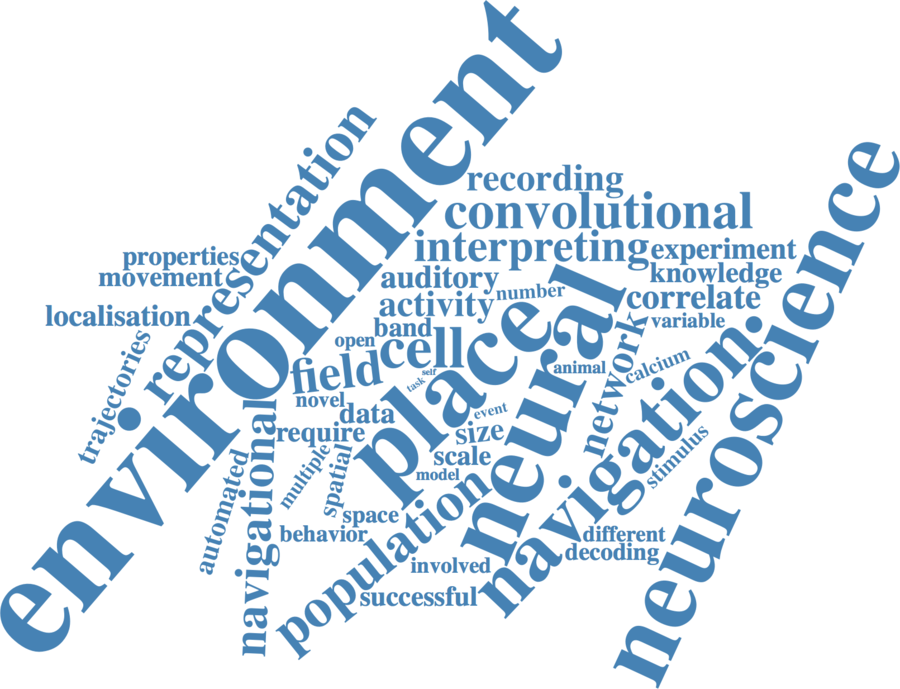 environment
representation
recording
convolutional
interpreting
experiment
properties
movement
auditory
knowledge
number
correlate
activity
localisation
variable
band
open
cell
place
neural
neuroscience
field
self
task
animal
calcium
network
navigation
trajectories
novel
data
event
require
size
stimulus
navigational
scale
multiple
spatial
model
automated
population
space
behavior
different
decoding
involved
successful